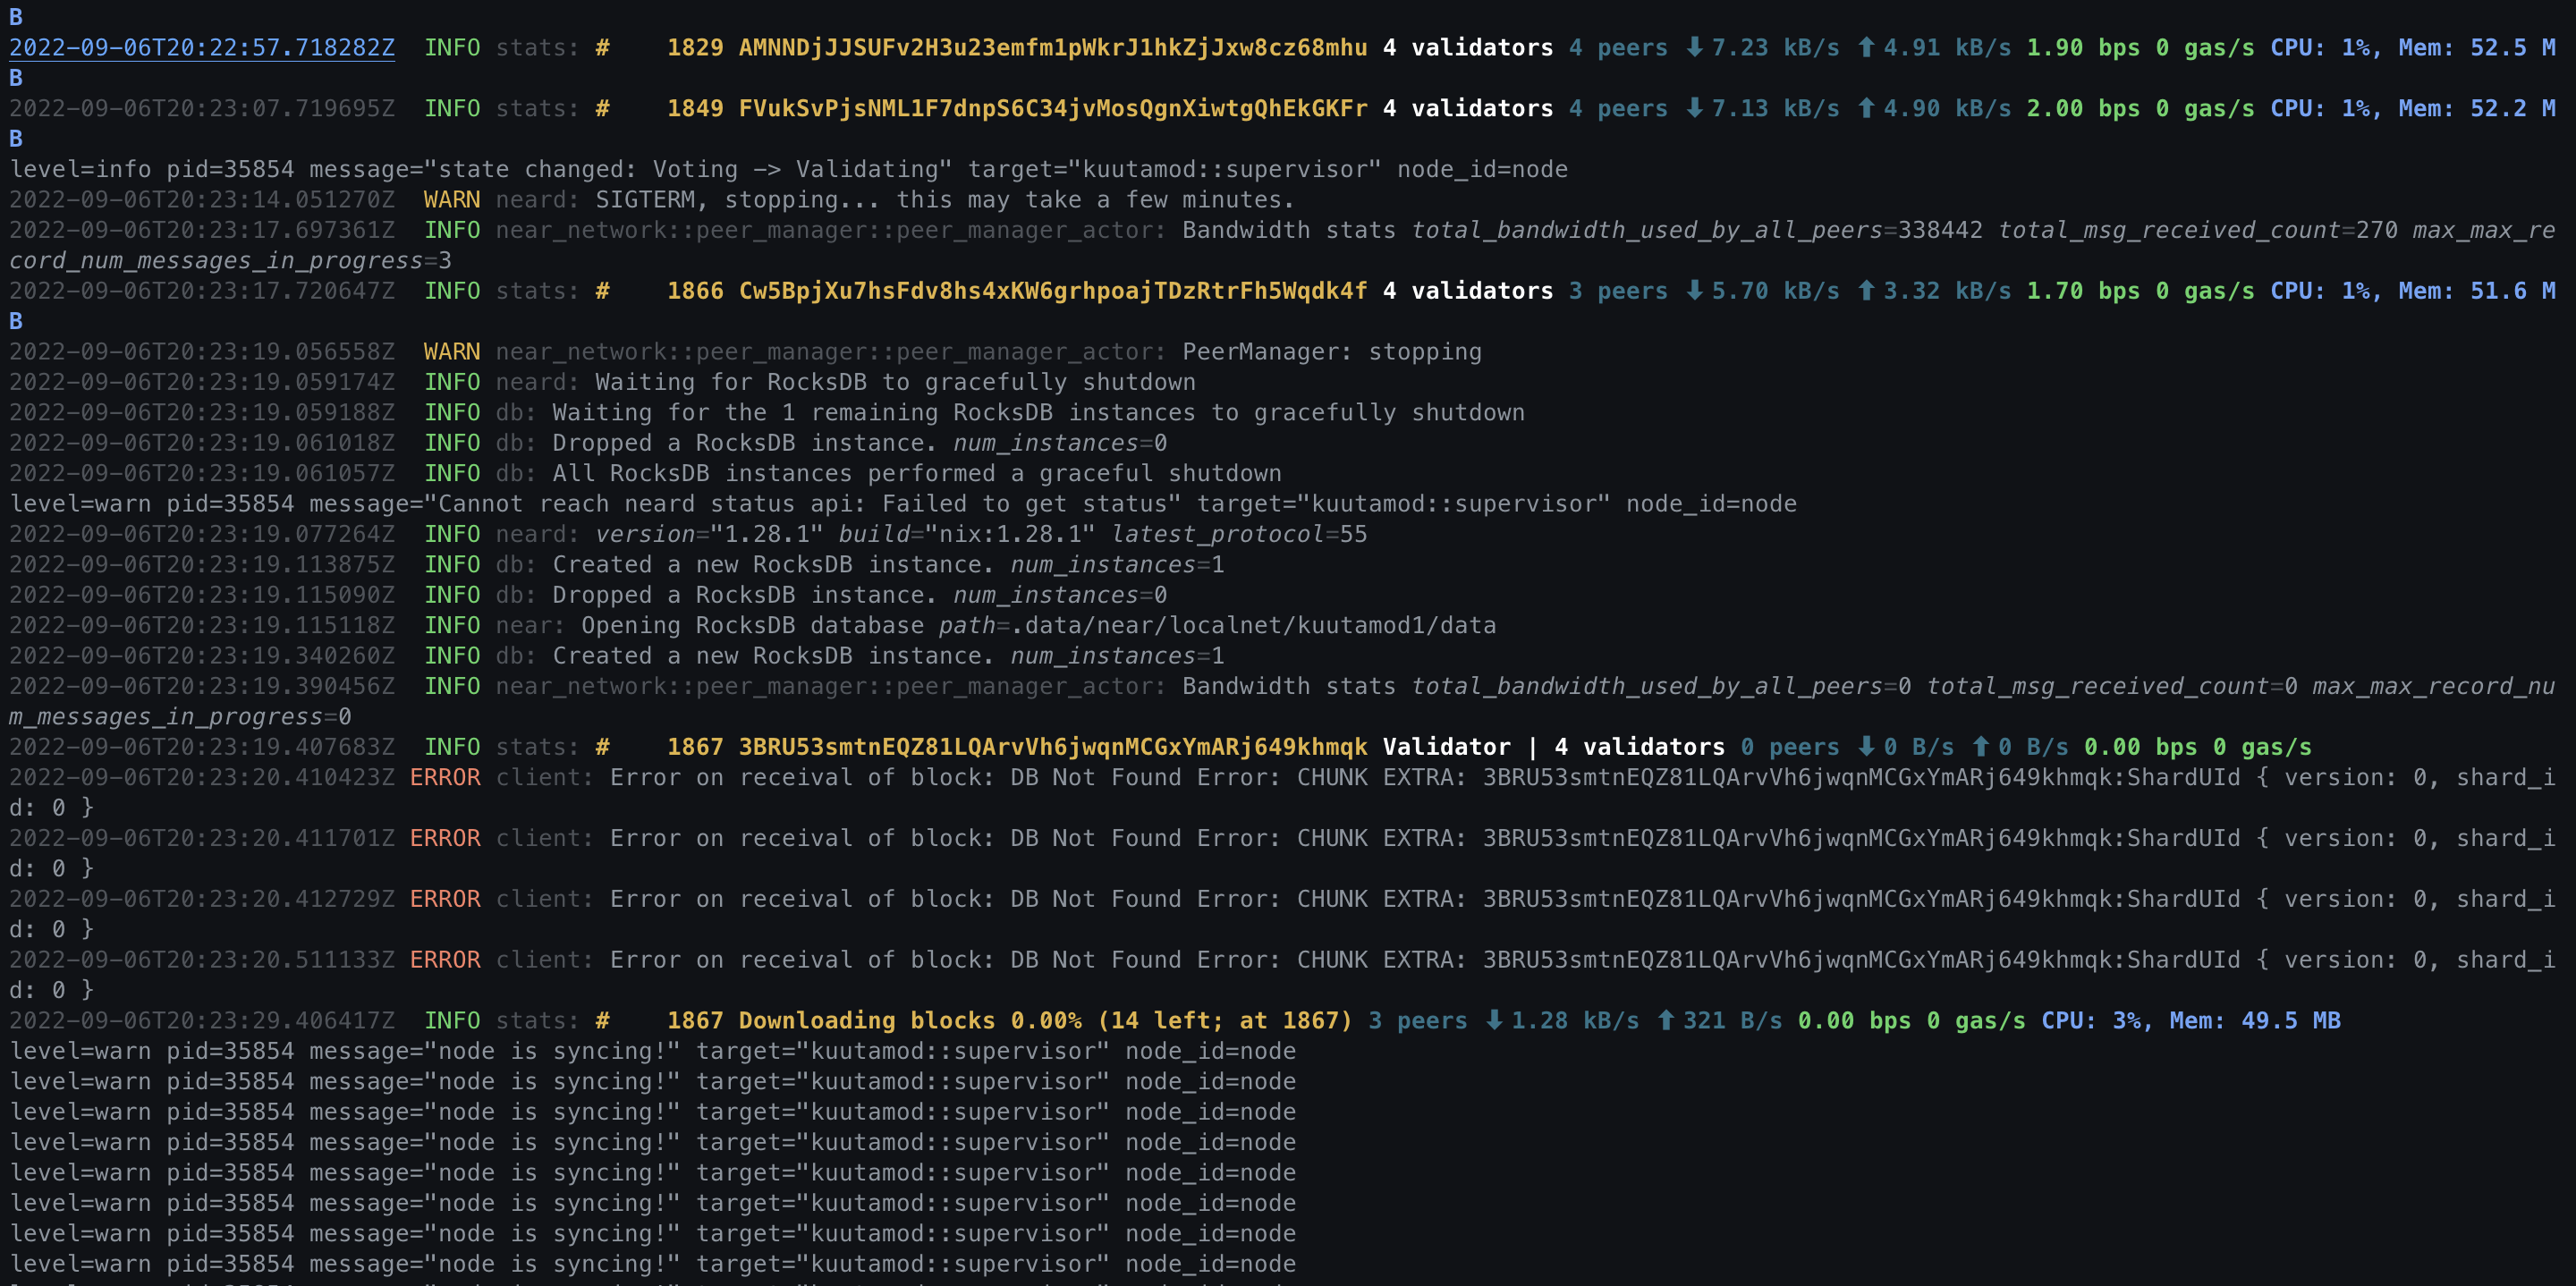 B
2022-09-06T20:22:57.718282Z  INFO stats: #    1829 AMNNDjJJSUFv2H3u23emfm1pWkrJ1hkZjJxw8cz68mhu 4 validators 4 peers ⬇ 7.23 kB/s ⬆ 4.91 kB/s 1.90 bps 0 gas/s CPU: 1%, Mem: 52.5 M
B
2022-09-06T20:23:07.719695Z  INFO stats: #    1849 FVukSvPjsNML1F7dnpS6C34jvMosQgnXiwtgQhEkGKFr 4 validators 4 peers ⬇ 7.13 kB/s ⬆ 4.90 kB/s 2.00 bps 0 gas/s CPU: 1%, Mem: 52.2 M
B
level=info pid=35854 message="state changed: Voting -> Validating" target="kuutamod::supervisor" node_id=node
2022-09-06T20:23:14.051270Z  WARN neard: SIGTERM, stopping... this may take a few minutes.
2022-09-06T20:23:17.697361Z  INFO near_network::peer_manager::peer_manager_actor: Bandwidth stats total_bandwidth_used_by_all_peers=338442 total_msg_received_count=270 max_max_re
cord_num_messages_in_progress=3
2022-09-06T20:23:17.720647Z  INFO stats: #    1866 Cw5BpjXu7hsFdv8hs4xKW6grhpoajTDzRtrFh5Wqdk4f 4 validators 3 peers ⬇ 5.70 kB/s ⬆ 3.32 kB/s 1.70 bps 0 gas/s CPU: 1%, Mem: 51.6 M
B
2022-09-06T20:23:19.056558Z  WARN near_network::peer_manager::peer_manager_actor: PeerManager: stopping
2022-09-06T20:23:19.059174Z  INFO neard: Waiting for RocksDB to gracefully shutdown
2022-09-06T20:23:19.059188Z  INFO db: Waiting for the 1 remaining RocksDB instances to gracefully shutdown
2022-09-06T20:23:19.061018Z  INFO db: Dropped a RocksDB instance. num_instances=0
2022-09-06T20:23:19.061057Z  INFO db: All RocksDB instances performed a graceful shutdown
level=warn pid=35854 message="Cannot reach neard status api: Failed to get status" target="kuutamod::supervisor" node_id=node
2022-09-06T20:23:19.077264Z  INFO neard: version="1.28.1" build="nix:1.28.1" latest_protocol=55
2022-09-06T20:23:19.113875Z  INFO db: Created a new RocksDB instance. num_instances=1
2022-09-06T20:23:19.115090Z  INFO db: Dropped a RocksDB instance. num_instances=0
2022-09-06T20:23:19.115118Z  INFO near: Opening RocksDB database path=.data/near/localnet/kuutamod1/data
2022-09-06T20:23:19.340260Z  INFO db: Created a new RocksDB instance. num_instances=1
2022-09-06T20:23:19.390456Z  INFO near_network::peer_manager::peer_manager_actor: Bandwidth stats total_bandwidth_used_by_all_peers=0 total_msg_received_count=0 max_max_record_nu
m_messages_in_progress=0
2022-09-06T20:23:19.407683Z  INFO stats: #    1867 3BRU53smtnEQZ81LQArvVh6jwqnMCGxYmARj649khmqk Validator | 4 validators 0 peers ⬇ 0 B/s ⬆ 0 B/s 0.00 bps 0 gas/s
2022-09-06T20:23:20.410423Z ERROR client: Error on receival of block: DB Not Found Error: CHUNK EXTRA: 3BRU53smtnEQZ81LQArvVh6jwqnMCGxYmARj649khmqk:ShardUId { version: 0, shard_i
d: 0 }
2022-09-06T20:23:20.411701Z ERROR client: Error on receival of block: DB Not Found Error: CHUNK EXTRA: 3BRU53smtnEQZ81LQArvVh6jwqnMCGxYmARj649khmqk:ShardUId { version: 0, shard_i
d: 0 }
2022-09-06T20:23:20.412729Z ERROR client: Error on receival of block: DB Not Found Error: CHUNK EXTRA: 3BRU53smtnEQZ81LQArvVh6jwqnMCGxYmARj649khmqk:ShardUId { version: 0, shard_i
d: 0 }
2022-09-06T20:23:20.511133Z ERROR client: Error on receival of block: DB Not Found Error: CHUNK EXTRA: 3BRU53smtnEQZ81LQArvVh6jwqnMCGxYmARj649khmqk:ShardUId { version: 0, shard_i
d: 0 }
2022-09-06T20:23:29.406417Z  INFO stats: #    1867 Downloading blocks 0.00% (14 left; at 1867) 3 peers ⬇ 1.28 kB/s ⬆ 321 B/s 0.00 bps 0 gas/s CPU: 3%, Mem: 49.5 MB
level=warn pid=35854 message="node is syncing!" target="kuutamod::supervisor" node_id=node
level=warn pid=35854 message="node is syncing!" target="kuutamod::supervisor" node_id=node
level=warn pid=35854 message="node is syncing!" target="kuutamod::supervisor" node_id=node
level=warn pid=35854 message="node is syncing!" target="kuutamod::supervisor" node_id=node
level=warn pid=35854 message="node is syncing!" target="kuutamod::supervisor" node_id=node
level=warn pid=35854 message="node is syncing!" target="kuutamod::supervisor" node_id=node
level=warn pid=35854 message="node is syncing!" target="kuutamod::supervisor" node_id=node
level=warn pid=35854 message="node is syncing!" target="kuutamod::supervisor" node_id=node